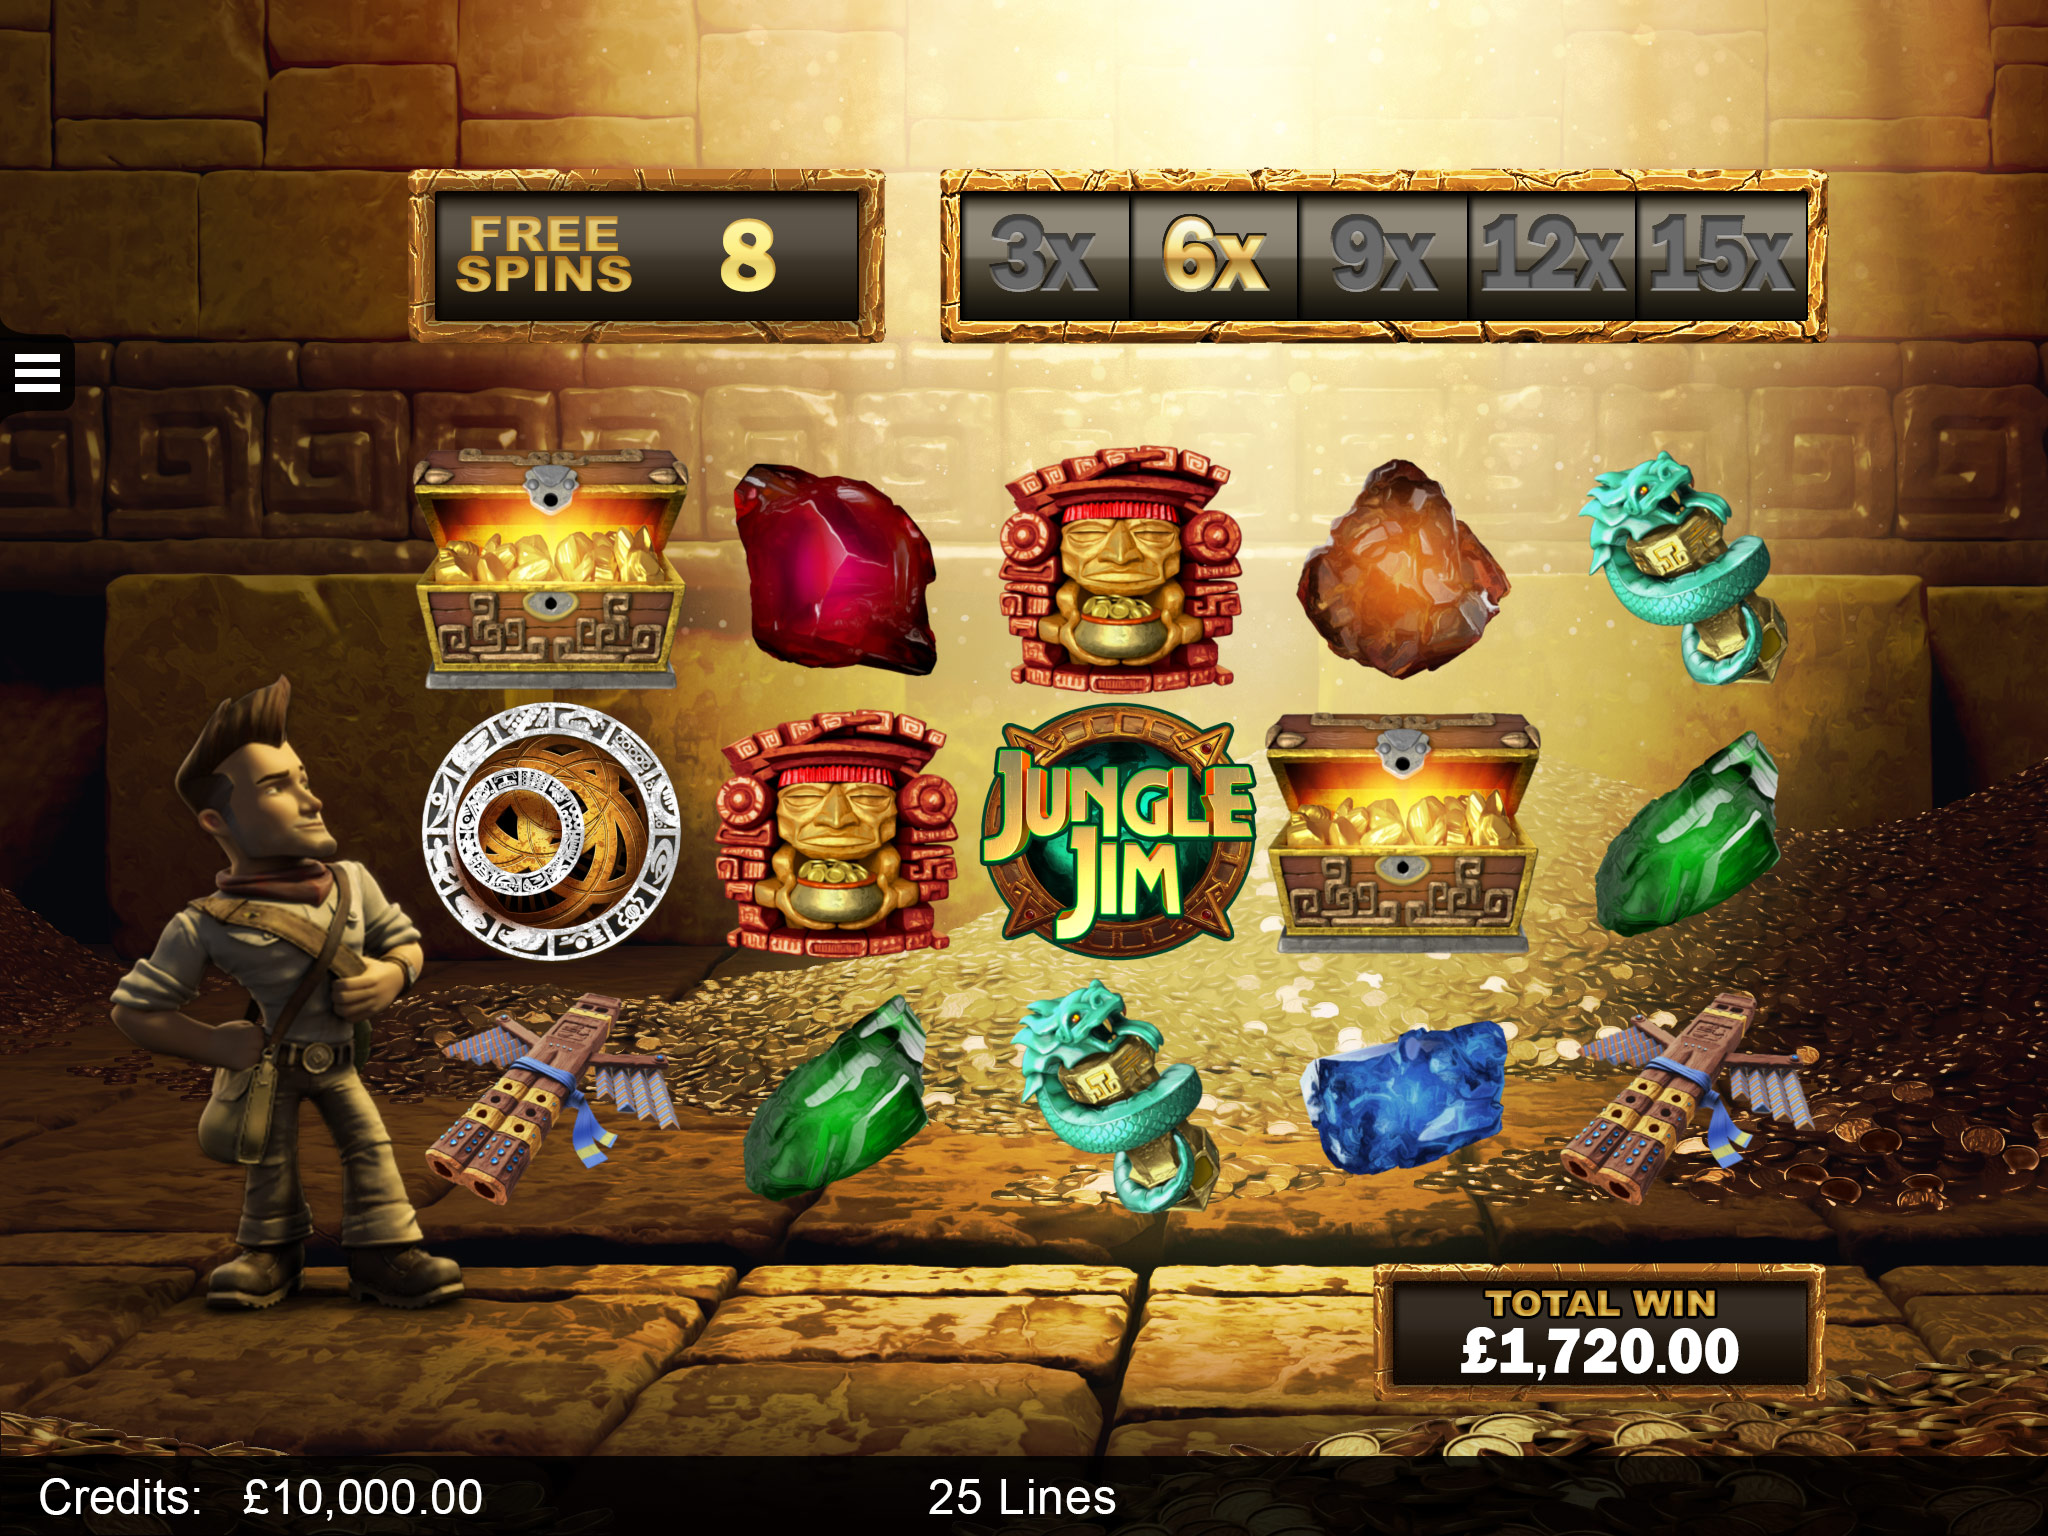 FREE
SPINS
8
3x
6x
9x
12x
15x
JUNGLE
JIM
TOTAL WIN
£1,720.00
Credits: £10,000.00
25 Lines